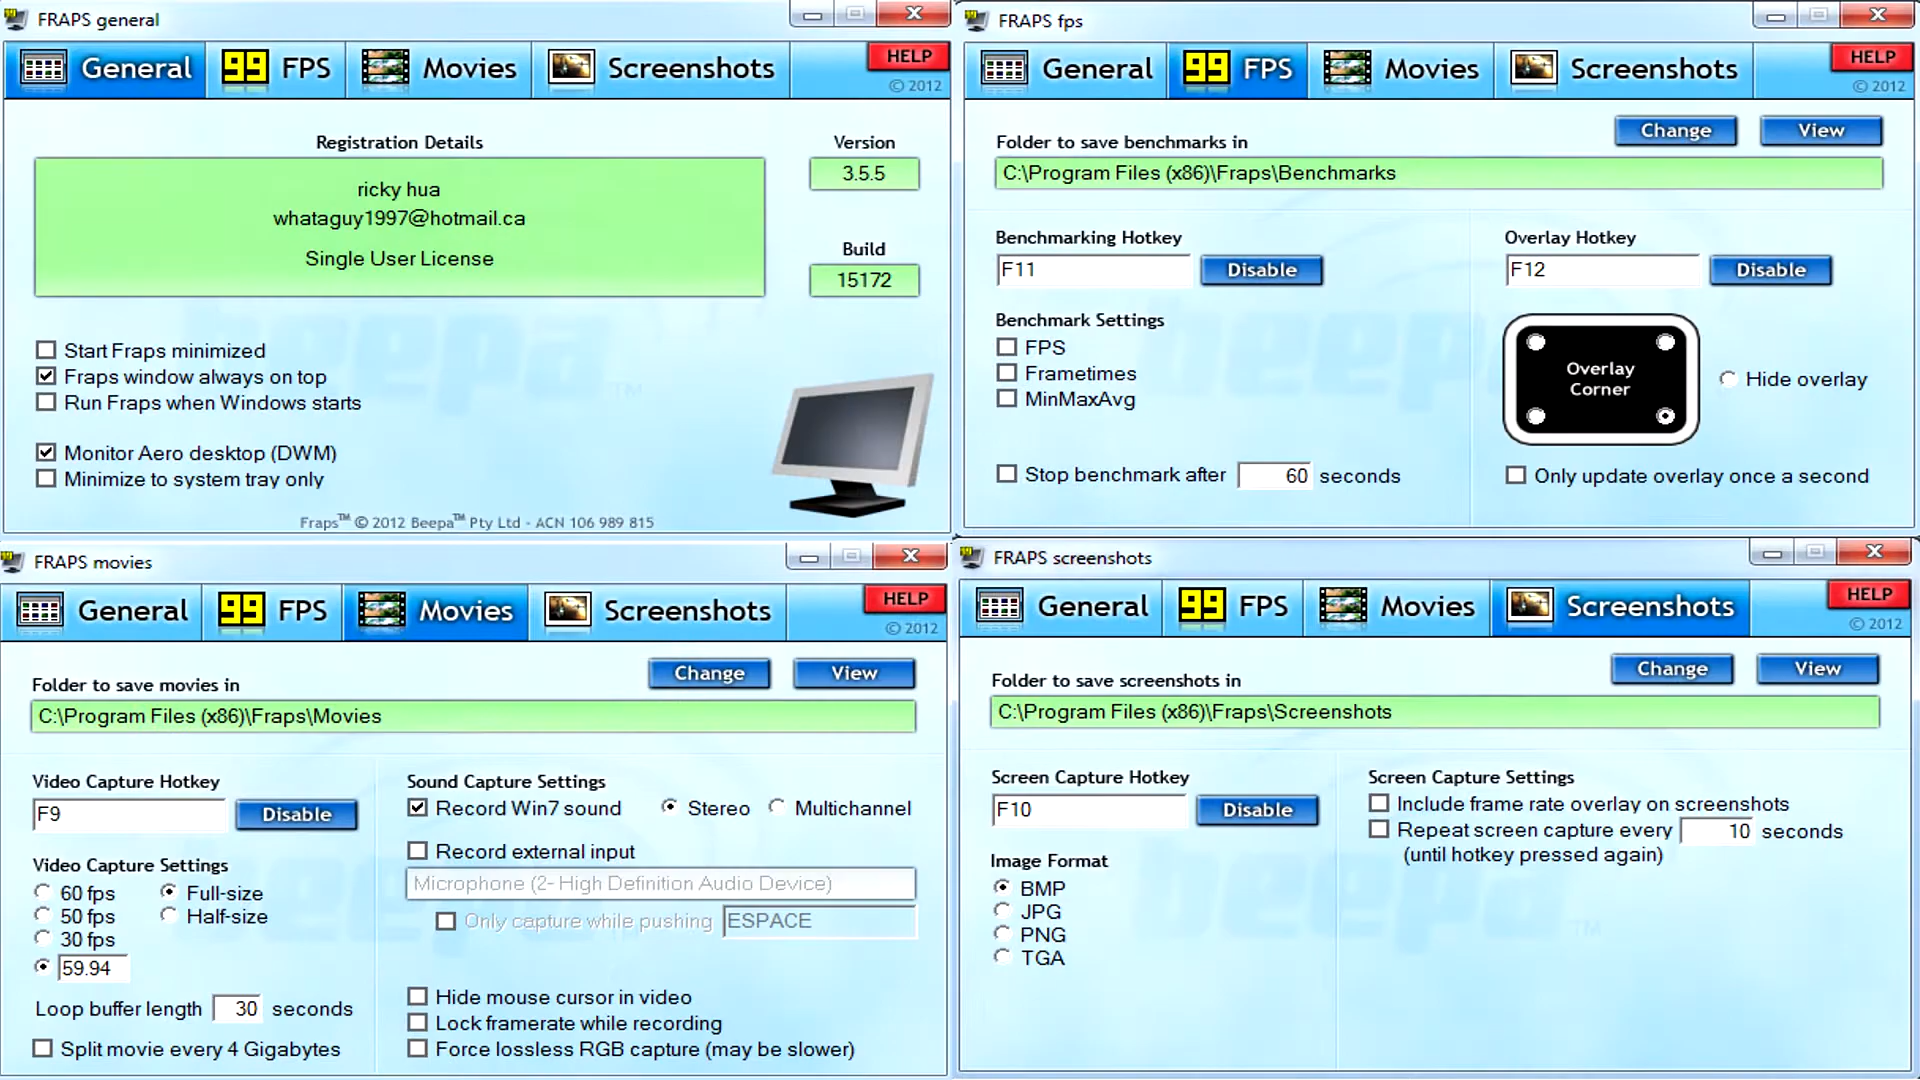 FRAPS general
General
99 FPS
Movies
Screenshots
HELP
© 2012
Registration Details
ricky hua
whataguy1997@hotmail.ca
Single User License
Version
3.5.5
Build
15172
Start Fraps minimized
Fraps window always on top
Run Fraps when Windows starts
Monitor Aero desktop (DWM)
Minimize to system tray only
beepa™
Fraps™ © 2012 Beepa™ Pty Ltd - ACN 106 989 815
FRAPS fps
General
99 FPS
Movies
Screenshots
HELP
© 2012
Folder to save benchmarks in
Change
View
C:\Program Files (x86)\Fraps\Benchmarks
Benchmarking Hotkey
F11
Disable
Benchmark Settings
FPS
Frametimes
MinMaxAvg
Stop benchmark after 60 seconds
Overlay Hotkey
F12
Disable
Overlay
Corner
Hide overlay
Only update overlay once a second
beepa
FRAPS movies
General
99 FPS
Movies
Screenshots
HELP
© 2012
Folder to save movies in
Change
View
C:\Program Files (x86)\Fraps\Movies
Video Capture Hotkey
F9
Disable
Video Capture Settings
60 fps
50 fps
30 fps
59.94
Full-size
Half-size
Loop buffer length 30 seconds
Split movie every 4 Gigabytes
Sound Capture Settings
Record Win7 sound
Stereo
Multichannel
Record external input
Microphone (2- High Definition Audio Device)
Only capture while pushing ESPACE
Hide mouse cursor in video
Lock framerate while recording
Force lossless RGB capture (may be slower)
beepa
FRAPS screenshots
General
99 FPS
Movies
Screenshots
HELP
© 2012
Folder to save screenshots in
Change
View
C:\Program Files (x86)\Fraps\Screenshots
Screen Capture Hotkey
F10
Disable
Image Format
BMP
JPG
PNG
TGA
Screen Capture Settings
Include frame rate overlay on screenshots
Repeat screen capture every 10 seconds
(until hotkey pressed again)
beepa™